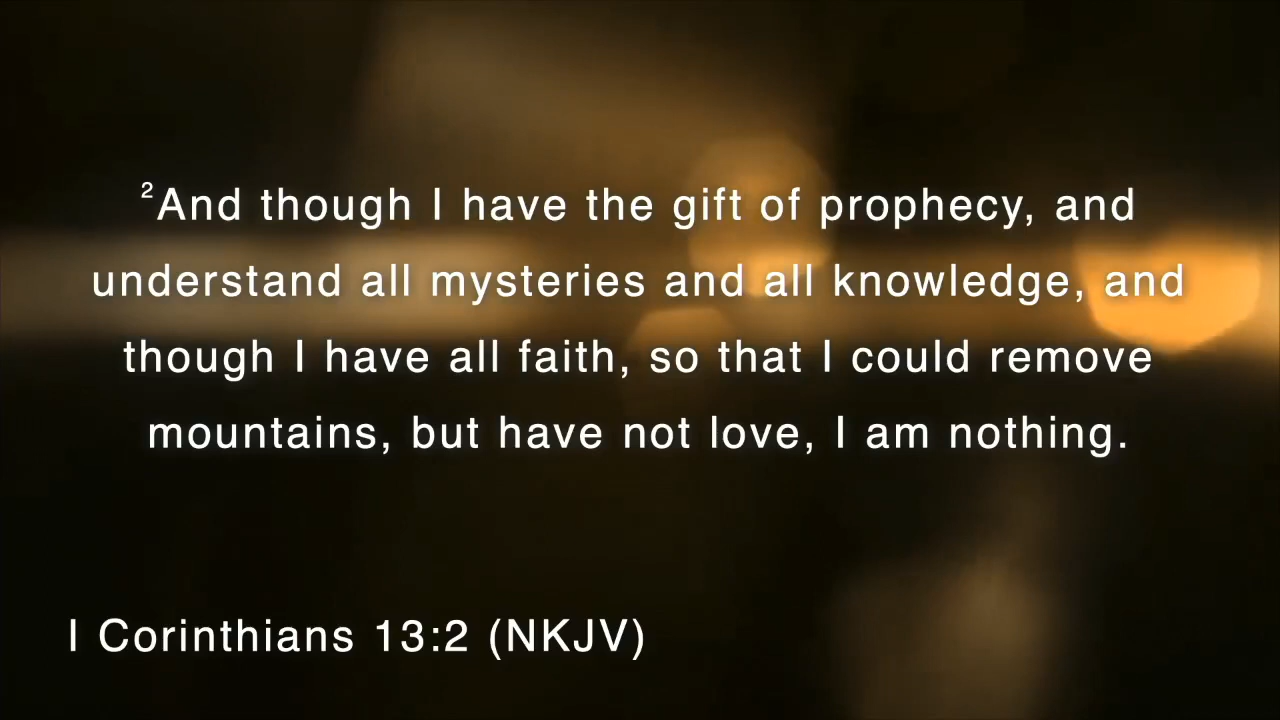 ²And though I have the gift of prophecy, and
understand all mysteries and all knowledge, and
though I have all faith, so that I could remove
mountains, but have not love, I am nothing.
I Corinthians 13:2 (NKJV)